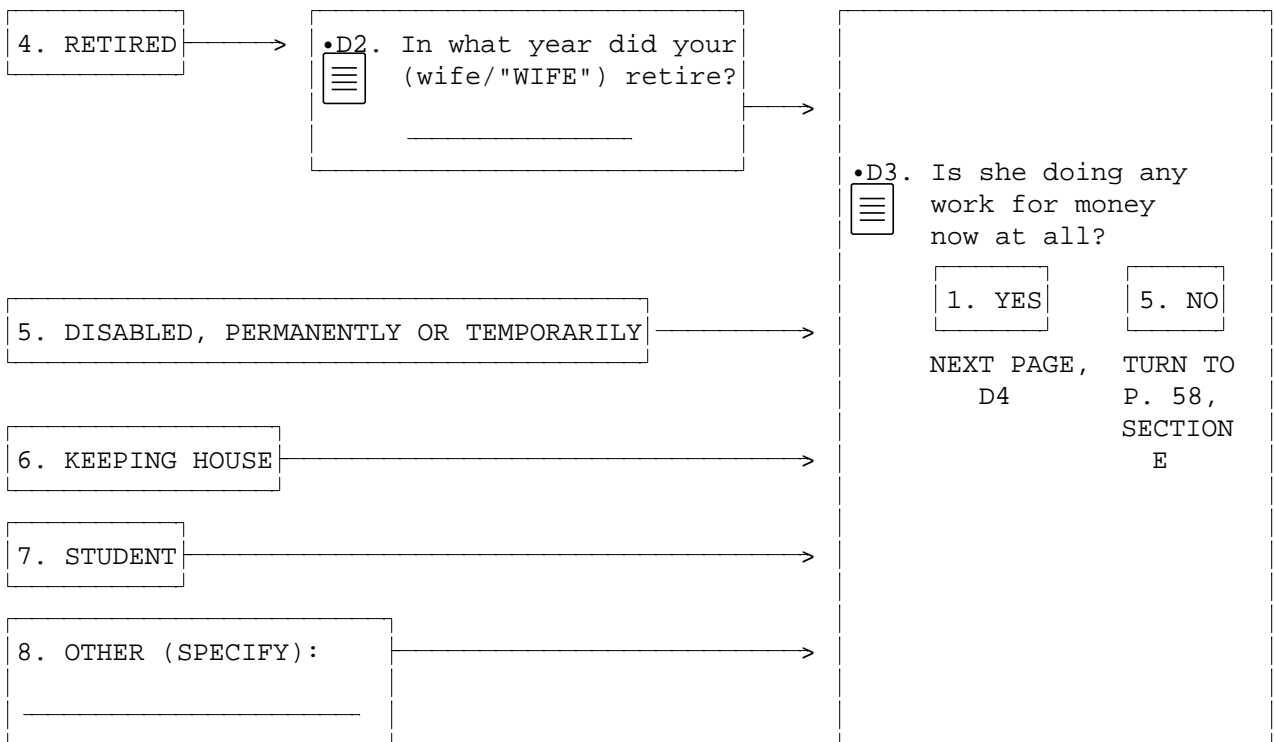 4. RETIRED
•D2. In what year did your
(wife/"WIFE") retire?
•D3. Is she doing any
work for money
now at all?
1. YES
5. NO
NEXT PAGE,
D4
TURN TO
P. 58,
SECTION
E
5. DISABLED, PERMANENTLY OR TEMPORARILY
6. KEEPING HOUSE
7. STUDENT
8. OTHER (SPECIFY):